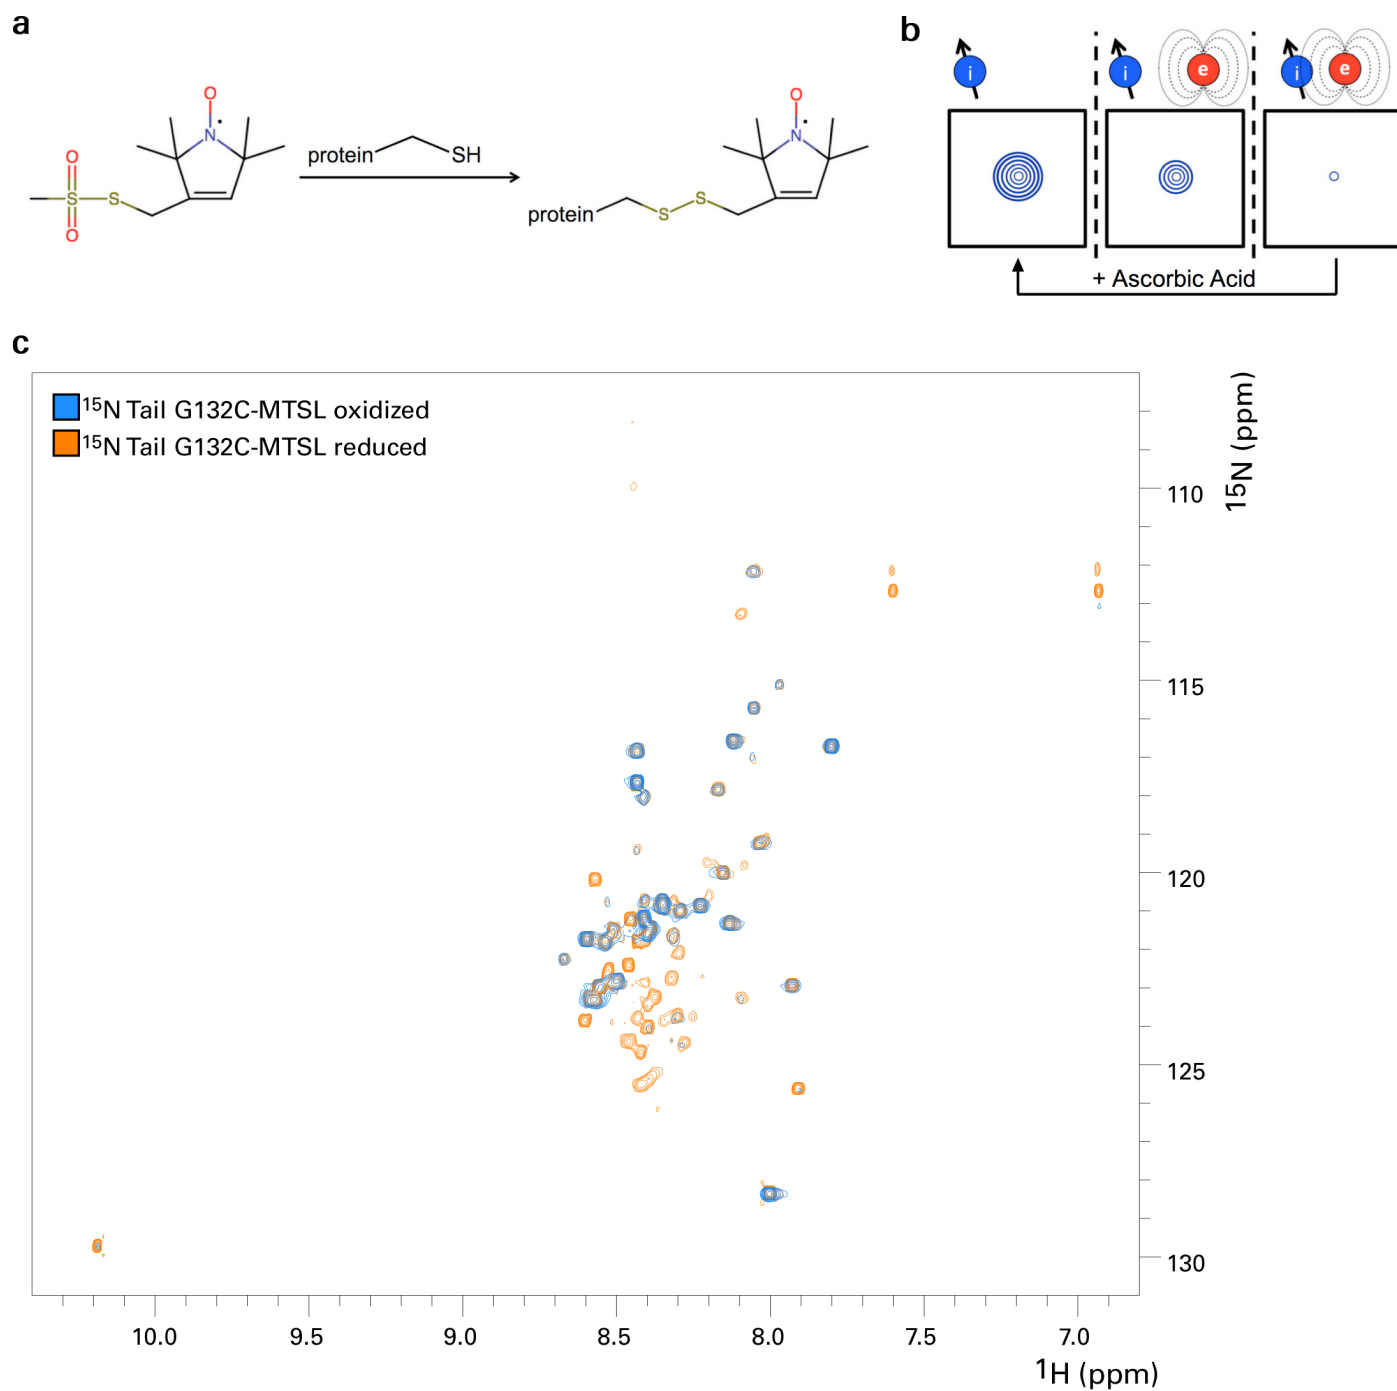 a
b
O
N
O
S
S
O
protein
SH
O
N
protein
S
S
i
i
e
i
e
+ Ascorbic Acid
c
15N Tail G132C-MTSL oxidized
15N Tail G132C-MTSL reduced
15N (ppm)
110
115
120
125
130
10.0 9.5 9.0 8.5 8.0 7.5 7.0
1H (ppm)